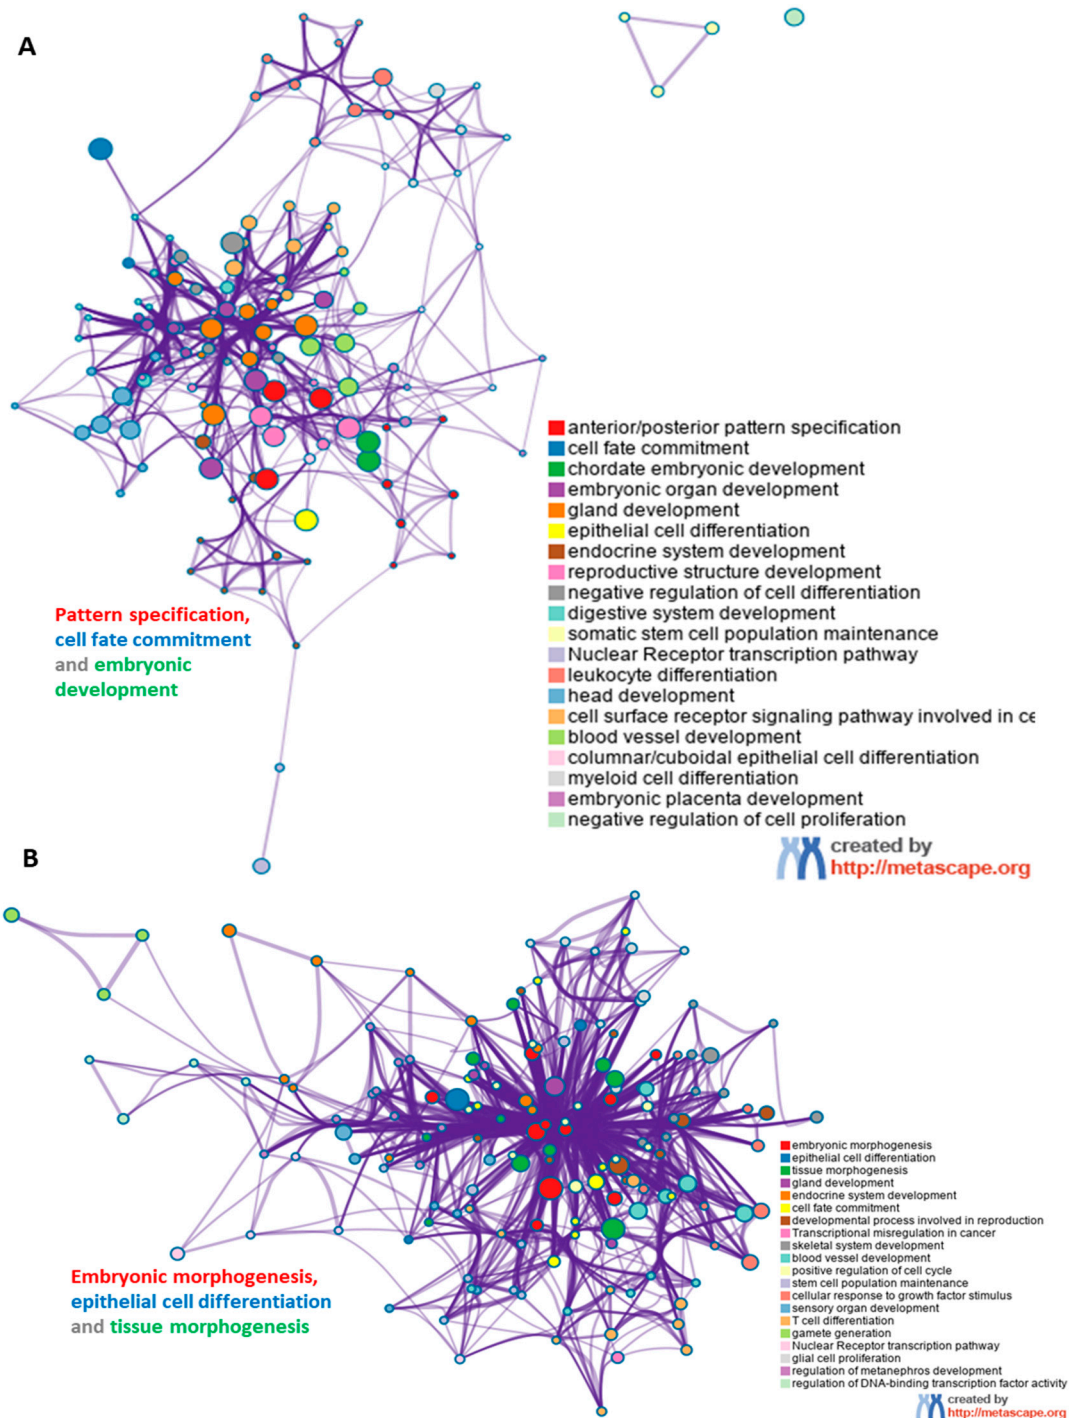 A
anterior/posterior pattern specification
cell fate commitment
chordate embryonic development
embryonic organ development
gland development
epithelial cell differentiation
endocrine system development
reproductive structure development
negative regulation of cell differentiation
digestive system development
somatic stem cell population maintenance
Nuclear Receptor transcription pathway
leukocyte differentiation
head development
cell surface receptor signaling pathway involved in ce
blood vessel development
columnar/cuboidal epithelial cell differentiation
myeloid cell differentiation
embryonic placenta development
negative regulation of cell proliferation
Pattern specification,
cell fate commitment
and embryonic
development
created by
http://metascape.org
B
embryonic morphogenesis
epithelial cell differentiation
tissue morphogenesis
gland development
endocrine system development
cell fate commitment
developmental process involved in reproduction
Transcriptional misregulation in cancer
skeletal system development
blood vessel development
positive regulation of cell cycle
stem cell population maintenance
cellular response to growth factor stimulus
sensory organ development
T cell differentiation
gamete generation
Nuclear Receptor transcription pathway
glial cell proliferation
regulation of metanephros development
regulation of DNA-binding transcription factor activity
Embryonic morphogenesis,
epithelial cell differentiation
and tissue morphogenesis
created by
http://metascape.org